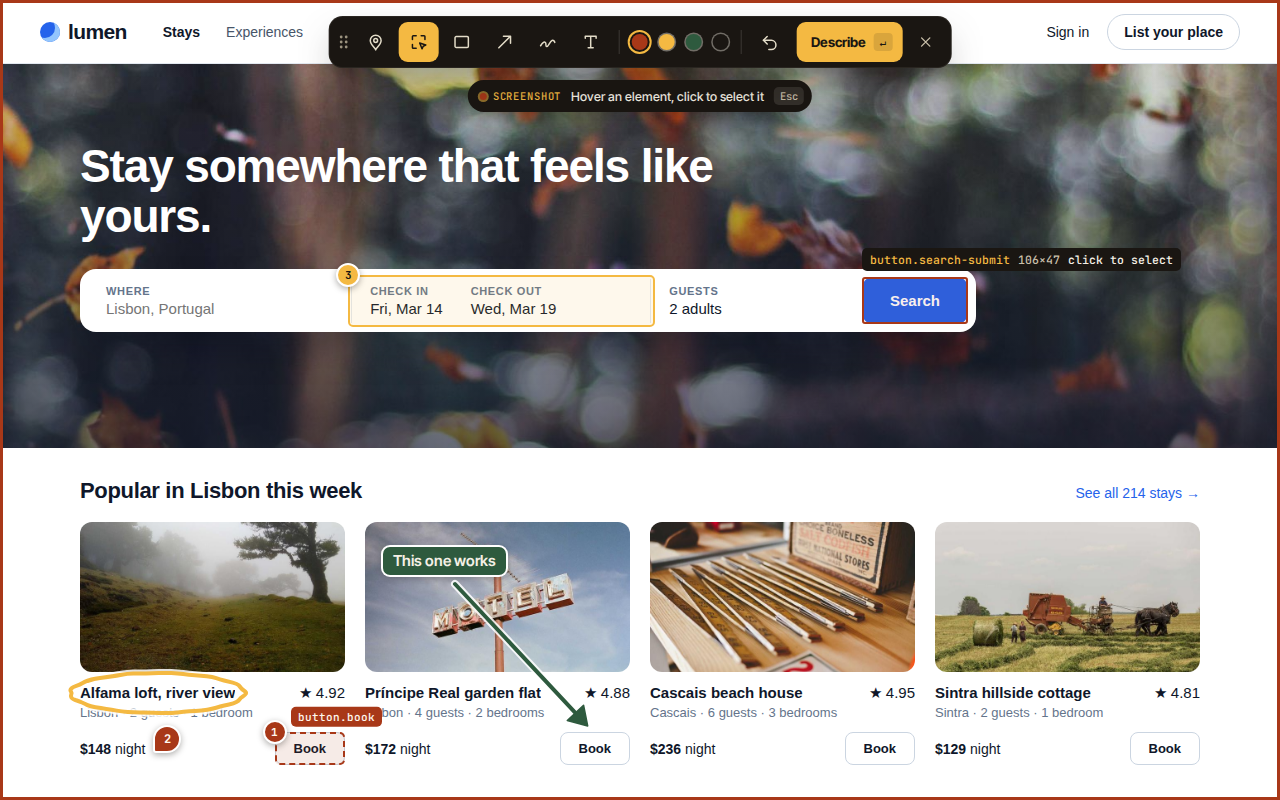 lumen
Stays
Experiences
Describe ↵
Sign in
List your place
SCREENSHOT Hover an element, click to select it Esc
Stay somewhere that feels like
yours.
button.search-submit 106×47 click to select
3
WHERE
Lisbon, Portugal
CHECK IN
Fri, Mar 14
CHECK OUT
Wed, Mar 19
GUESTS
2 adults
Search
Popular in Lisbon this week
See all 214 stays →
This one works
MOTEL
BONELESS
SALT CODFISH
NATIONAL STORES
Alfama loft, river view
★ 4.92
1 bedroom
$148 night
2
1
button.book
Book
Príncipe Real garden flat
★ 4.88
4 guests · 2 bedrooms
$172 night
Book
Cascais beach house
★ 4.95
Cascais · 6 guests · 3 bedrooms
$236 night
Book
Sintra hillside cottage
★ 4.81
Sintra · 2 guests · 1 bedroom
$129 night
Book